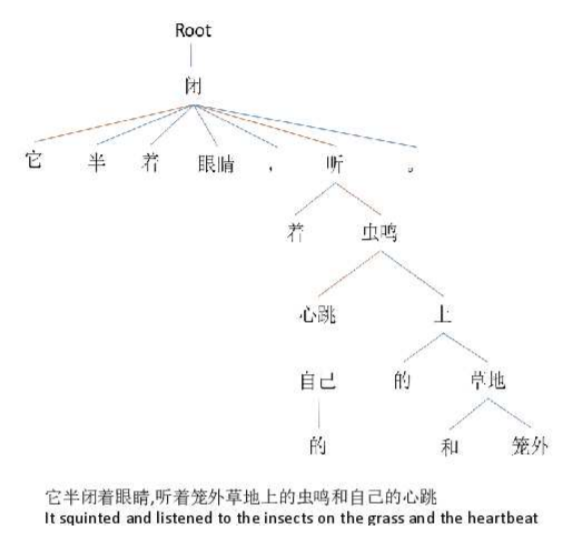 Root
闭
它 半 着 眼睛 , 听 。
着 虫鸣
心跳 上
自己 的 草地
的 和 笼外
它半闭着眼睛,听着笼外草地上的虫鸣和自己的心跳
It squinted and listened to the insects on the grass and the heartbeat